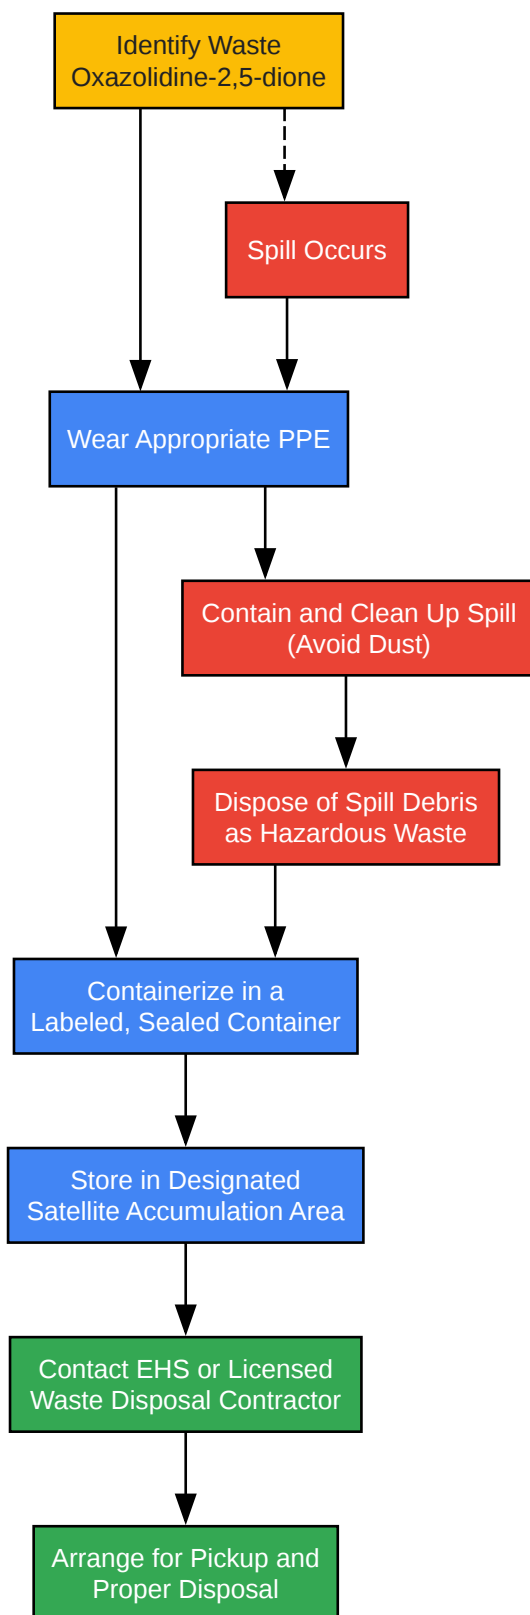 Identify Waste
Oxazolidine-2,5-dione
Spill Occurs
Wear Appropriate PPE
Contain and Clean Up Spill
(Avoid Dust)
Dispose of Spill Debris
as Hazardous Waste
Containerize in a
Labeled, Sealed Container
Store in Designated
Satellite Accumulation Area
Contact EHS or Licensed
Waste Disposal Contractor
Arrange for Pickup and
Proper Disposal